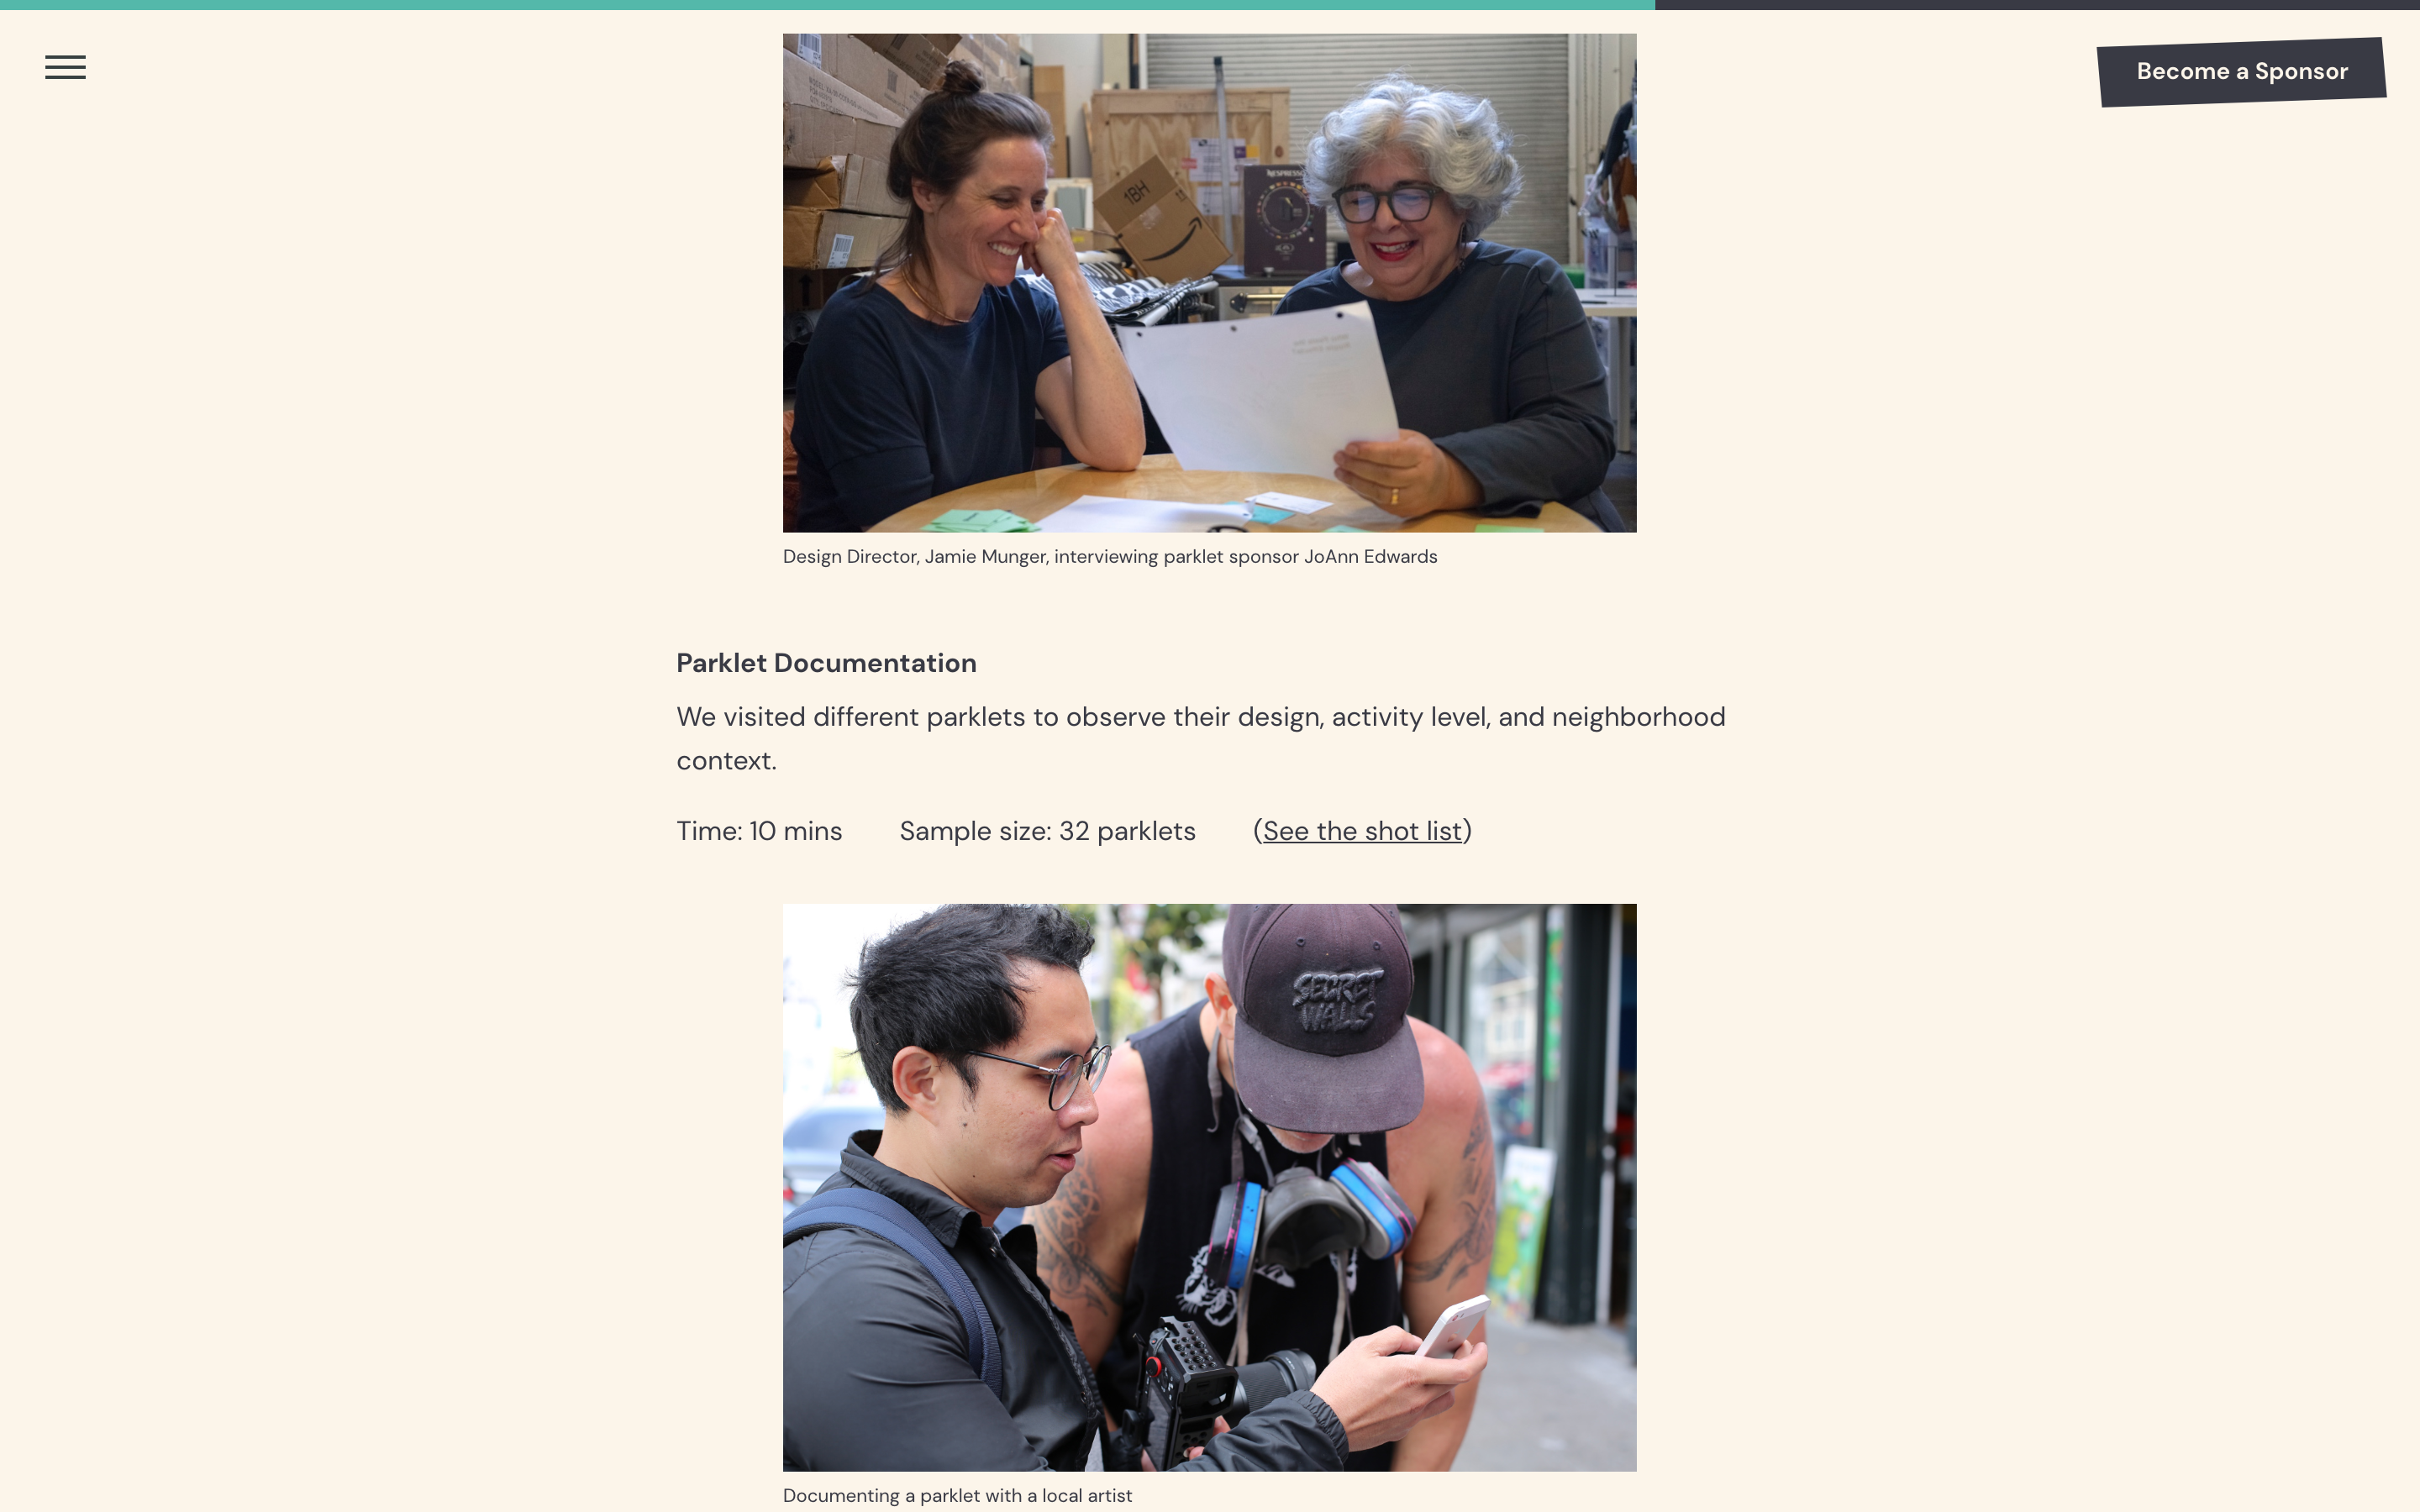 Become a Sponsor
1BH
NESPRESSO
Design Director, Jamie Munger, interviewing parklet sponsor JoAnn Edwards
Parklet Documentation
We visited different parklets to observe their design, activity level, and neighborhood
context.
Time: 10 mins Sample size: 32 parklets (See the shot list)
SECRET
WALLS
Documenting a parklet with a local artist